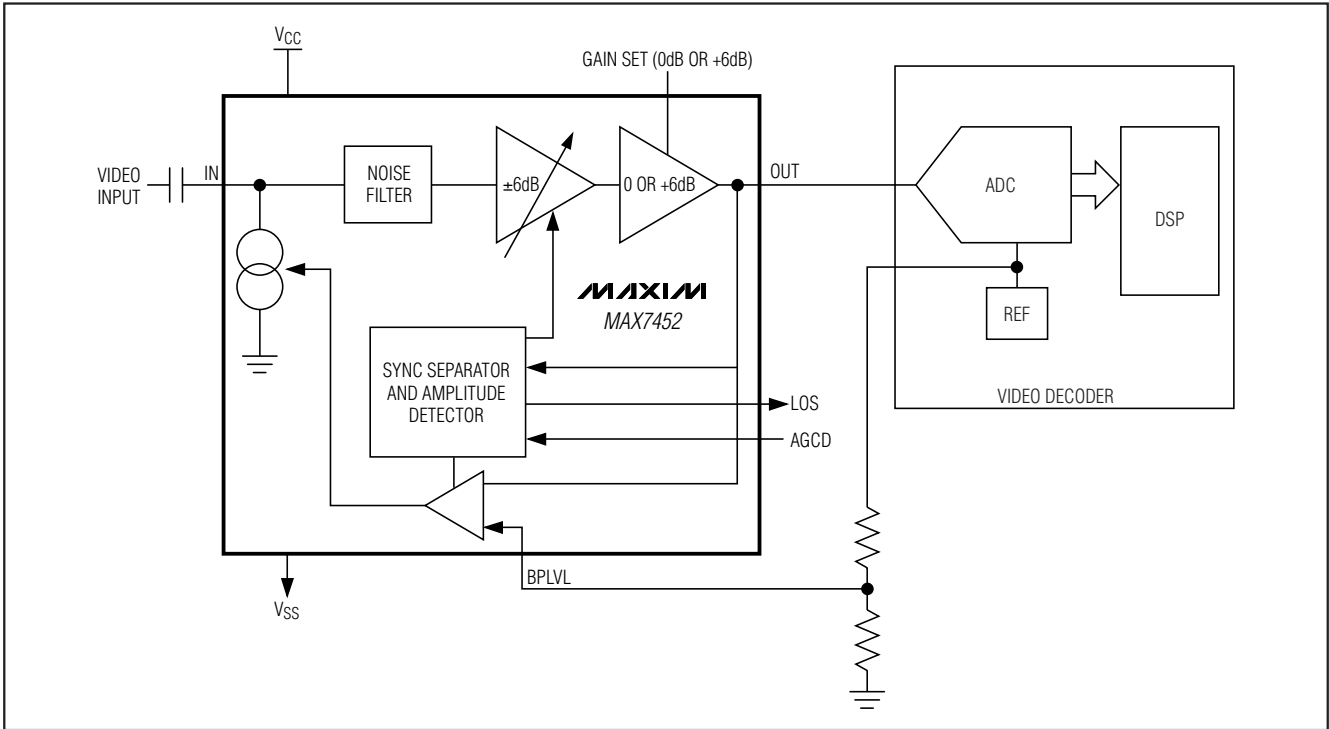 VCC
GAIN SET (0dB OR +6dB)
VIDEO
INPUT
IN
NOISE
FILTER
±6dB
0 OR +6dB
OUT
ADC
DSP
REF
VIDEO DECODER
MAXIM
MAX7452
SYNC SEPARATOR
AND AMPLITUDE
DETECTOR
LOS
AGCD
BPLVL
VSS